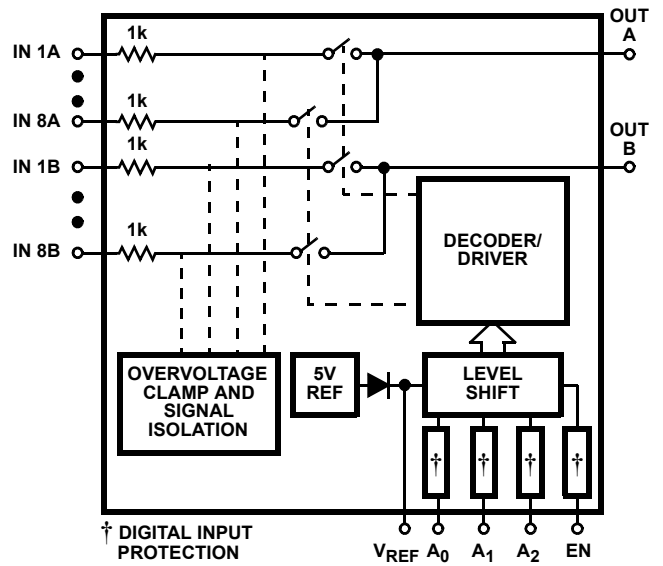 OUT
A
IN 1A
1k
IN 8A
1k
OUT
B
IN 1B
1k
IN 8B
1k
DECODER/
DRIVER
OVERVOLTAGE
CLAMP AND
SIGNAL
ISOLATION
5V
REF
LEVEL
SHIFT
† † † †
† DIGITAL INPUT
PROTECTION
VREF A0 A1 A2 EN